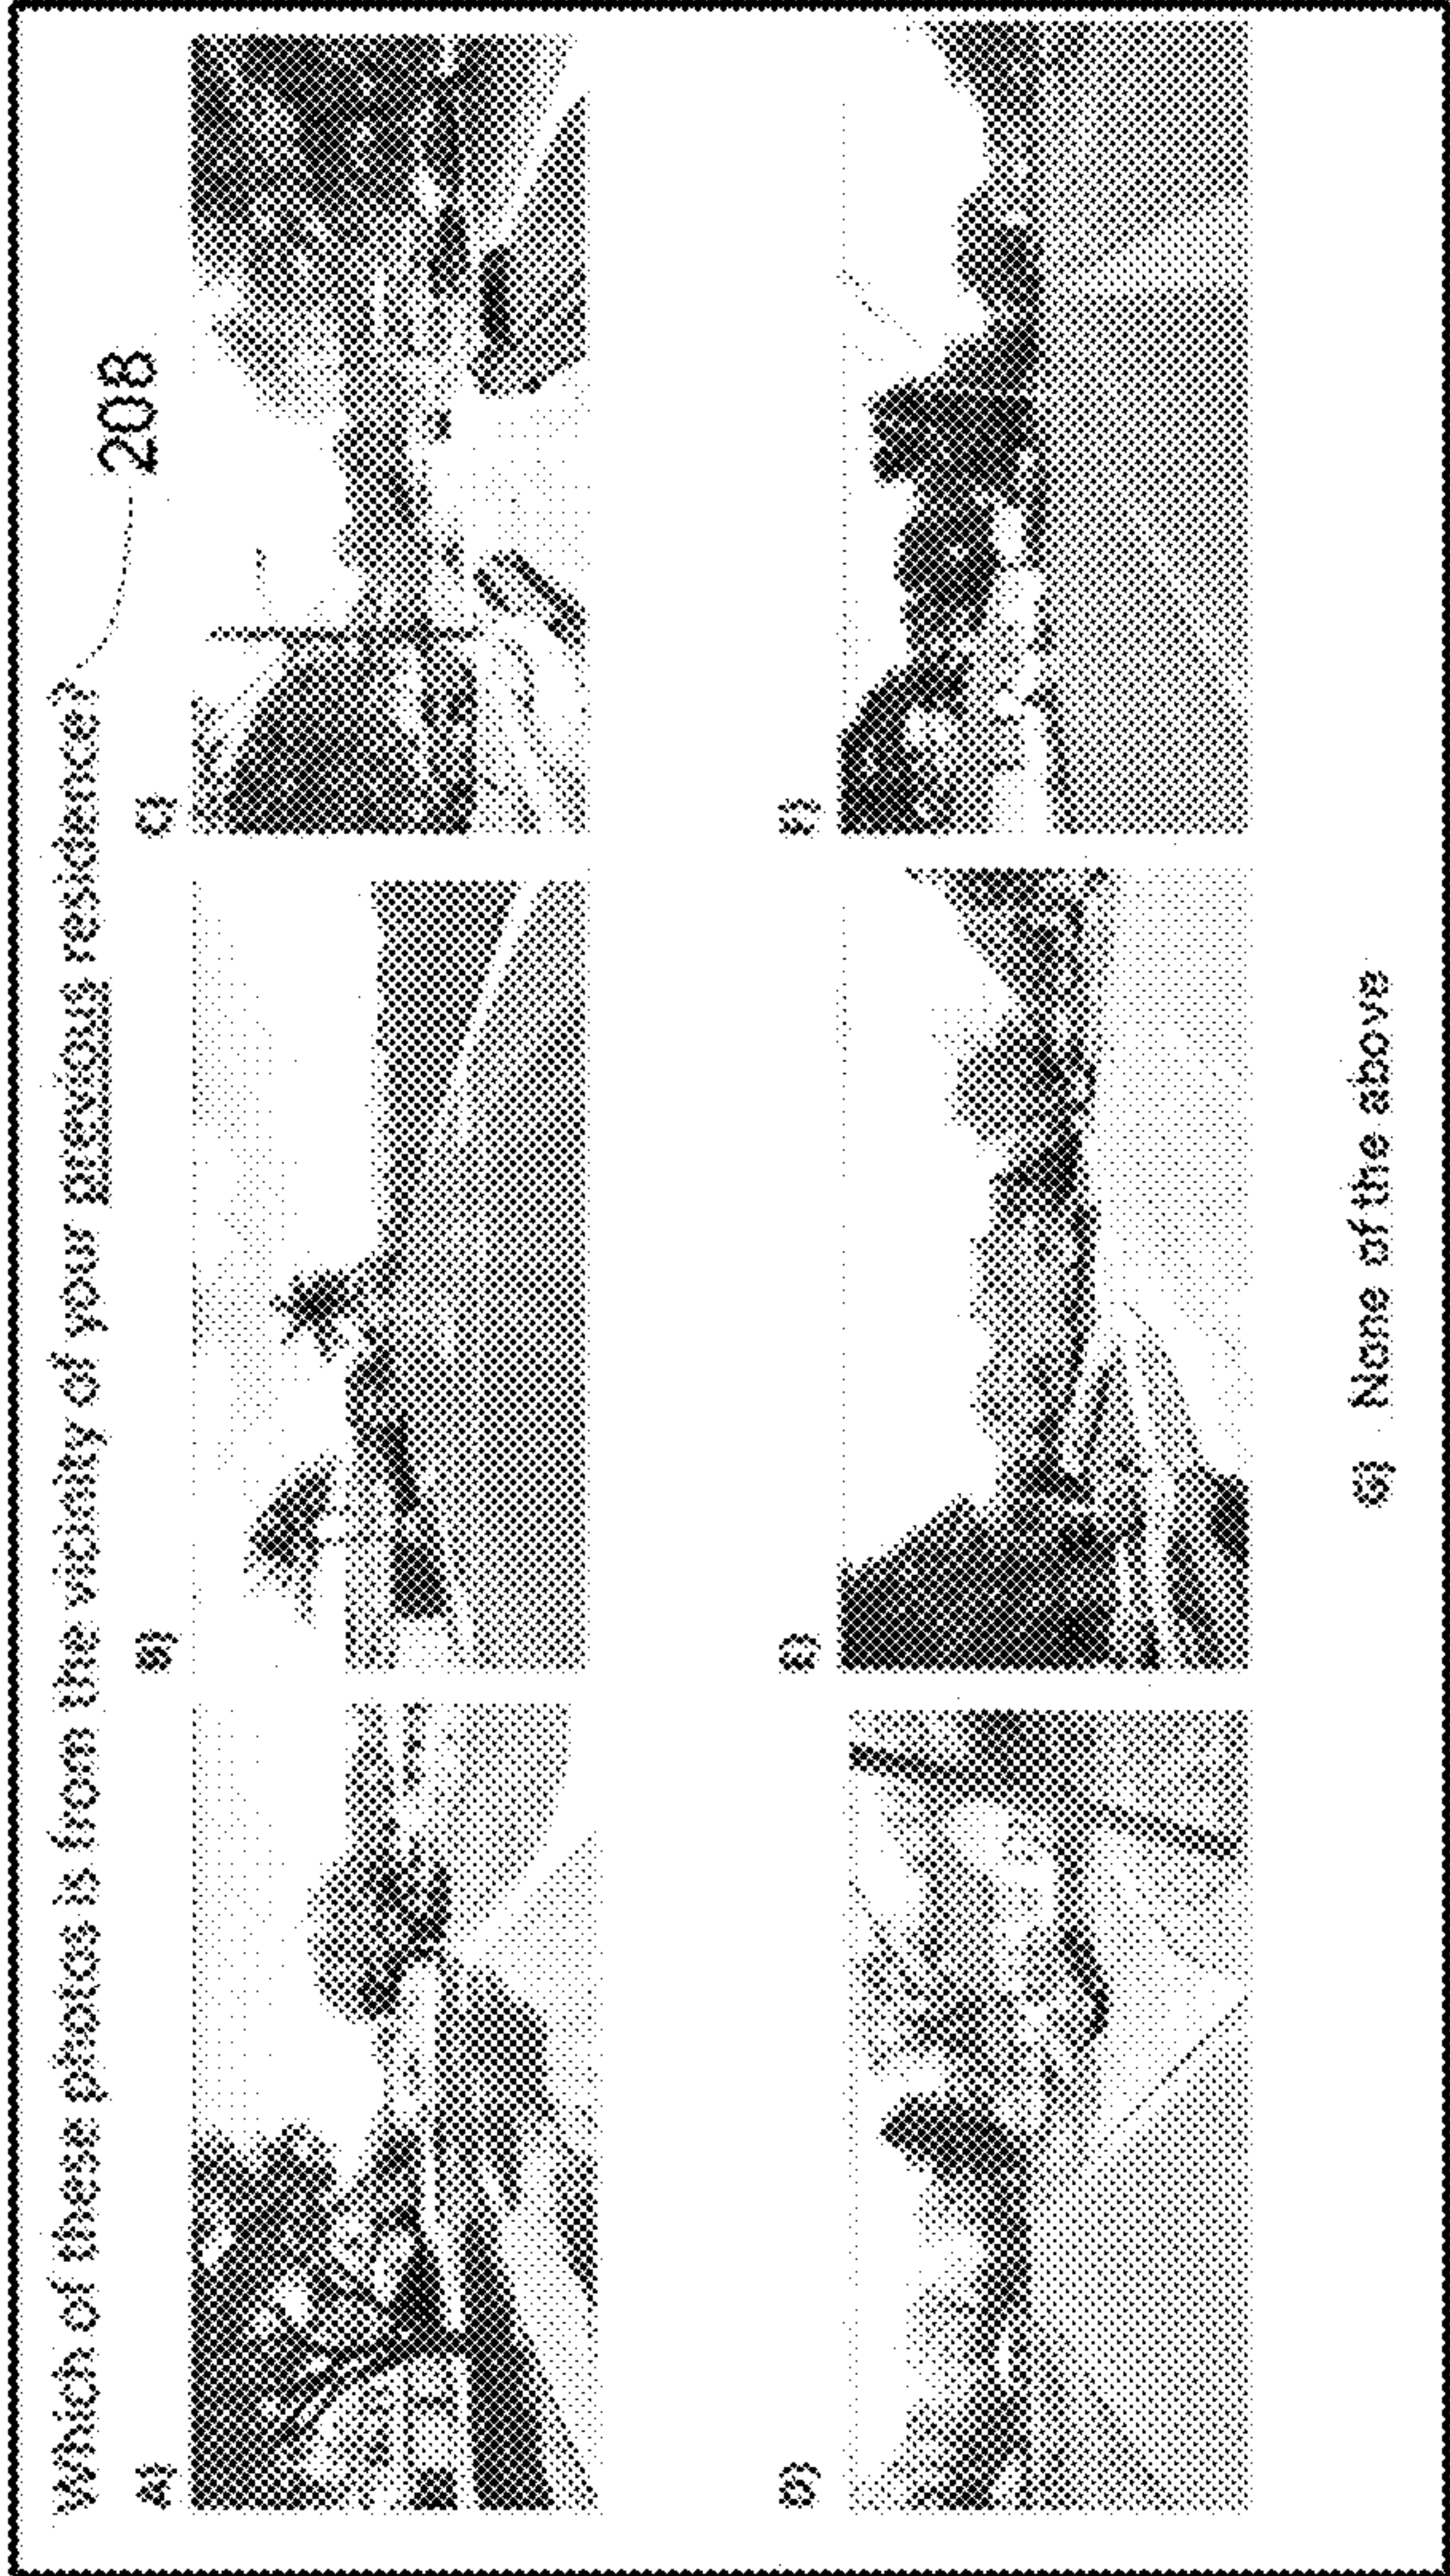 Which of these photos is from the vicinity of your previous residence?
208
A)
B)
C)
D)
E)
F)
G) None of the above